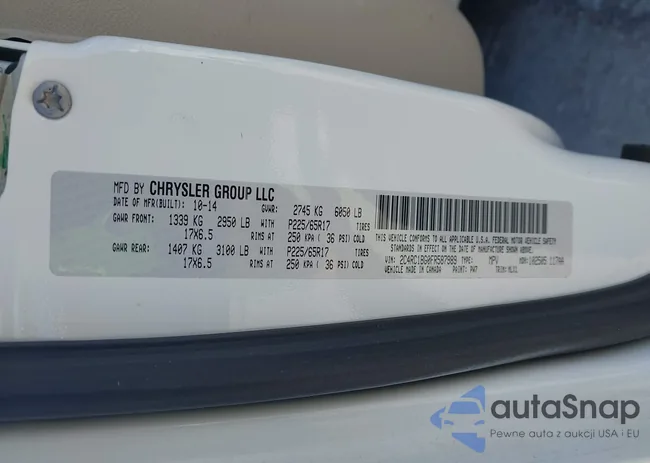 MFD BY CHRYSLER GROUP LLC
DATE OF MFR(BUILT): 10-14 GVWR: 2745 KG 6050 LB
GAWR FRONT: 1339 KG 2950 LB WITH P225/65R17 TIRES
17X6.5 RIMS AT 250 KPA ( 36 PSI) COLD
GAWR REAR: 1407 KG 3100 LB WITH P225/65R17 TIRES
17X6.5 RIMS AT 250 KPA ( 36 PSI) COLD
THIS VEHICLE CONFORMS TO ALL APPLICABLE U.S.A. FEDERAL MOTOR VEHICLE SAFETY
STANDARDS IN EFFECT ON THE DATE OF MANUFACTURE SHOWN ABOVE.
VIN: TYPE: MPV
MADE IN CANADA PAINT: PW7 TRIM:
autaSnap
Pewne auta z aukcji USA i EU